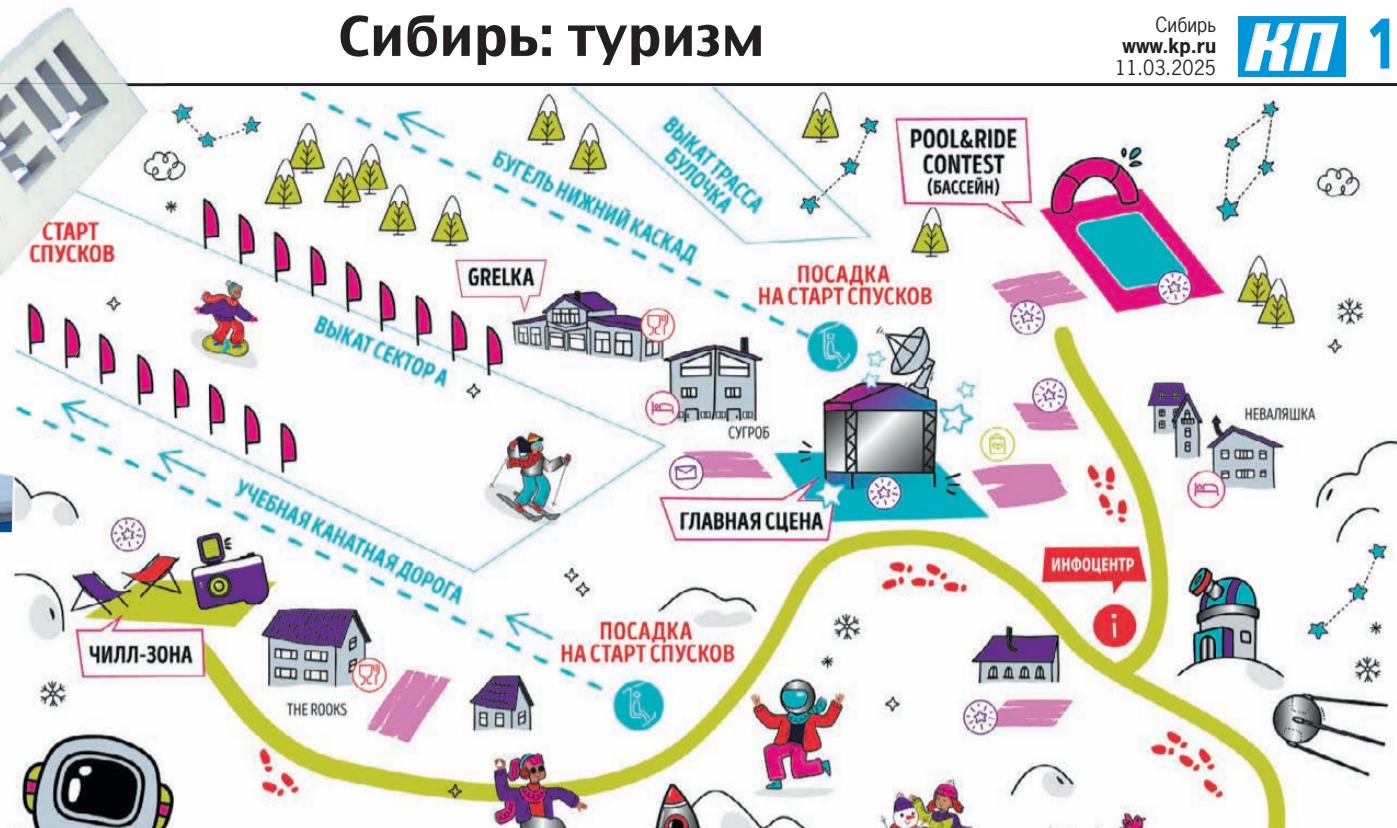 Сибирь: туризм
Сибирь
www.kp.ru
11.03.2025
КП
1
СТАРТ
СПУСКОВ
БУГЕЛЬ НИЖНИЙ КАСКАД
ВЫКАТ ТРАССА
БУЛОЧКА
POOL&RIDE
CONTEST
(БАССЕЙН)
GRELKA
ПОСАДКА
НА СТАРТ СПУСКОВ
ВЫКАТ СЕКТОР А
СУГРОБ
НЕВАЛЯШКА
ГЛАВНАЯ СЦЕНА
УЧЕБНАЯ КАНАТНАЯ ДОРОГА
ИНФОЦЕНТР
i
ЧИЛЛ-ЗОНА
THE ROOKS
ПОСАДКА
НА СТАРТ СПУСКОВ